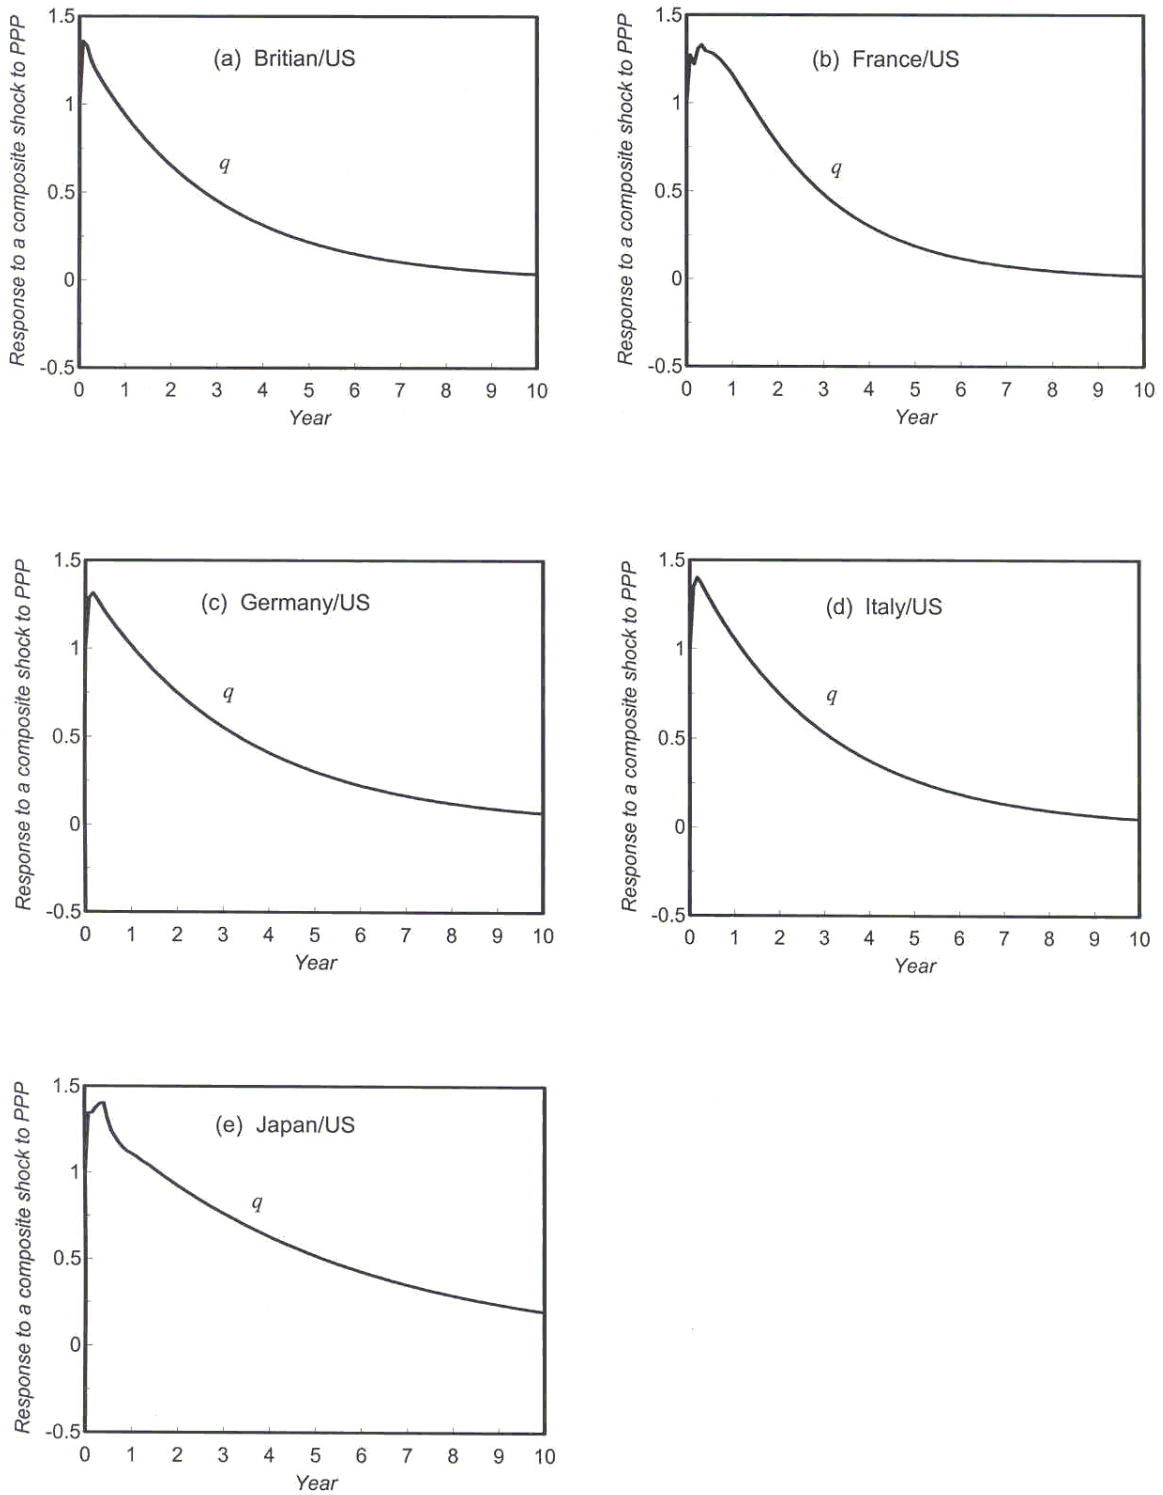 Response to a composite shock to PPP
1.5
1
0.5
0
-0.5
(a) Britian/US
q
0 1 2 3 4 5 6 7 8 9 10
Year
Response to a composite shock to PPP
1.5
1
0.5
0
-0.5
(b) France/US
q
0 1 2 3 4 5 6 7 8 9 10
Year
Response to a composite shock to PPP
1.5
1
0.5
0
-0.5
(c) Germany/US
q
0 1 2 3 4 5 6 7 8 9 10
Year
Response to a composite shock to PPP
1.5
1
0.5
0
-0.5
(d) Italy/US
q
0 1 2 3 4 5 6 7 8 9 10
Year
Response to a composite shock to PPP
1.5
1
0.5
0
-0.5
(e) Japan/US
q
0 1 2 3 4 5 6 7 8 9 10
Year